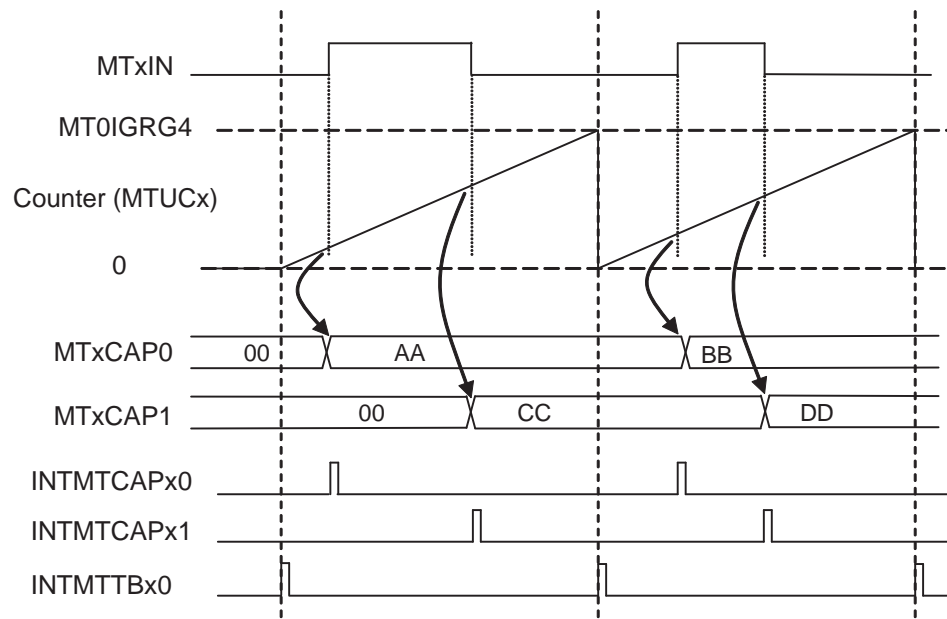 MTxIN
MT0IGRG4
Counter (MTUCx)
0
MTxCAP0 00 AA BB
MTxCAP1 00 CC DD
INTMTCAPx0
INTMTCAPx1
INTMTTBx0